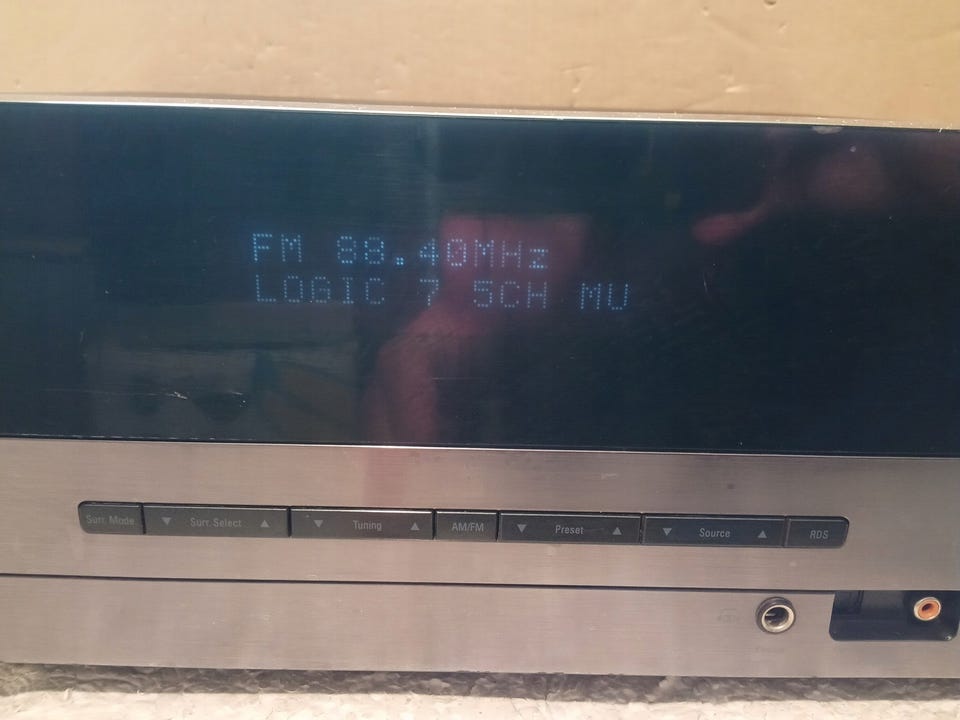 FM 88.40MHz
LOGIC 7 5CH MU
Surr. Mode ▼ Surr. Select ▲ ▼ Tuning ▲ AM/FM ▼ Preset ▲ ▼ Source ▲ RDS